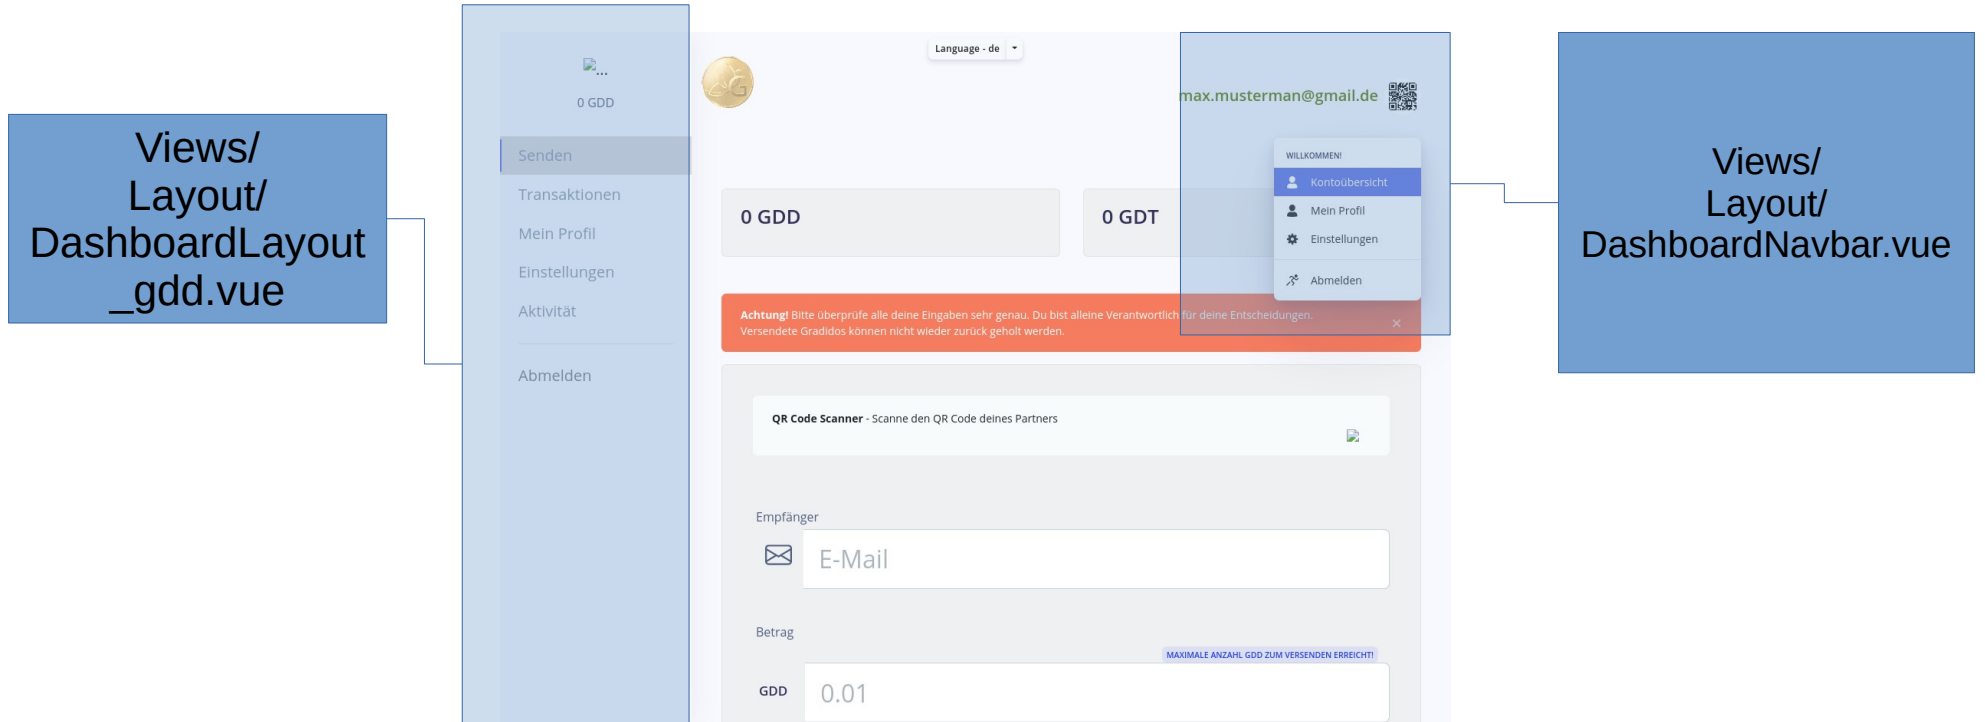 Views/
Layout/
DashboardLayout
_gdd.vue
...
0 GDD
Senden
Transaktionen
Mein Profil
Einstellungen
Aktivität
Abmelden
Language - de
G
max.musterman@gmail.de
WILLKOMMEN!
Kontoübersicht
Mein Profil
Einstellungen
Abmelden
0 GDD
0 GDT
Achtung! Bitte überprüfe alle deine Eingaben sehr genau. Du bist alleine Verantwortlich für deine Entscheidungen.
Versendete Gradidos können nicht wieder zurück geholt werden.
×
QR Code Scanner - Scanne den QR Code deines Partners
Empfänger
E-Mail
Betrag
MAXIMALE ANZAHL GDD ZUM VERSENDEN ERREICHT!
GDD
0.01
Views/
Layout/
DashboardNavbar.vue